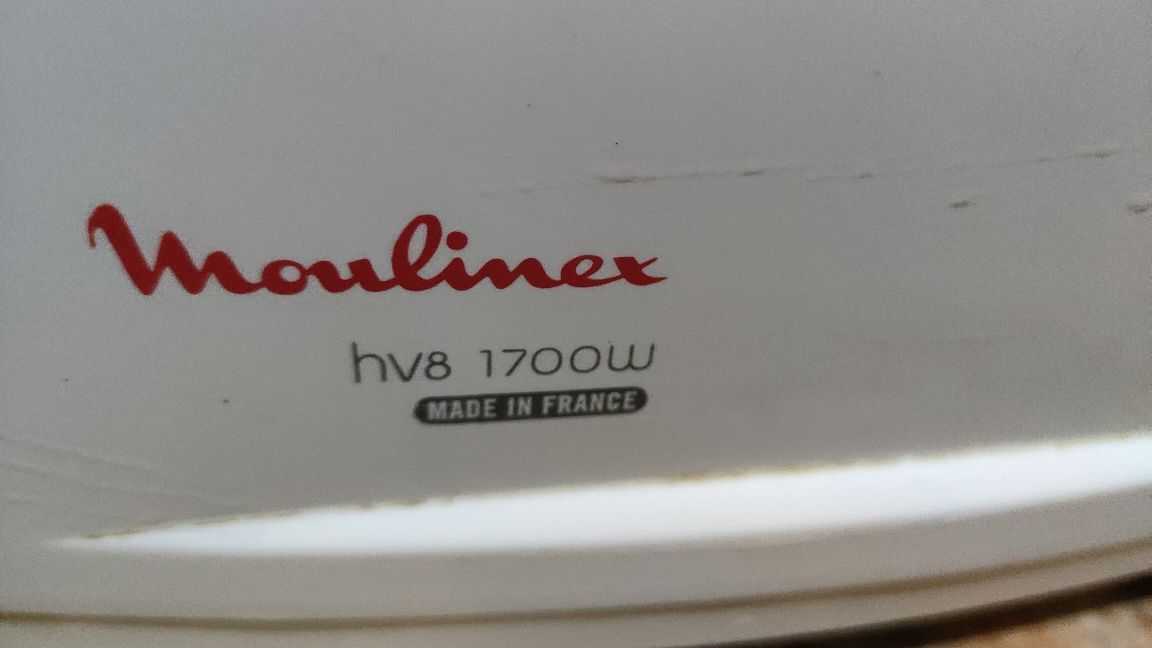 Moulinex
hv8 1700w
MADE IN FRANCE